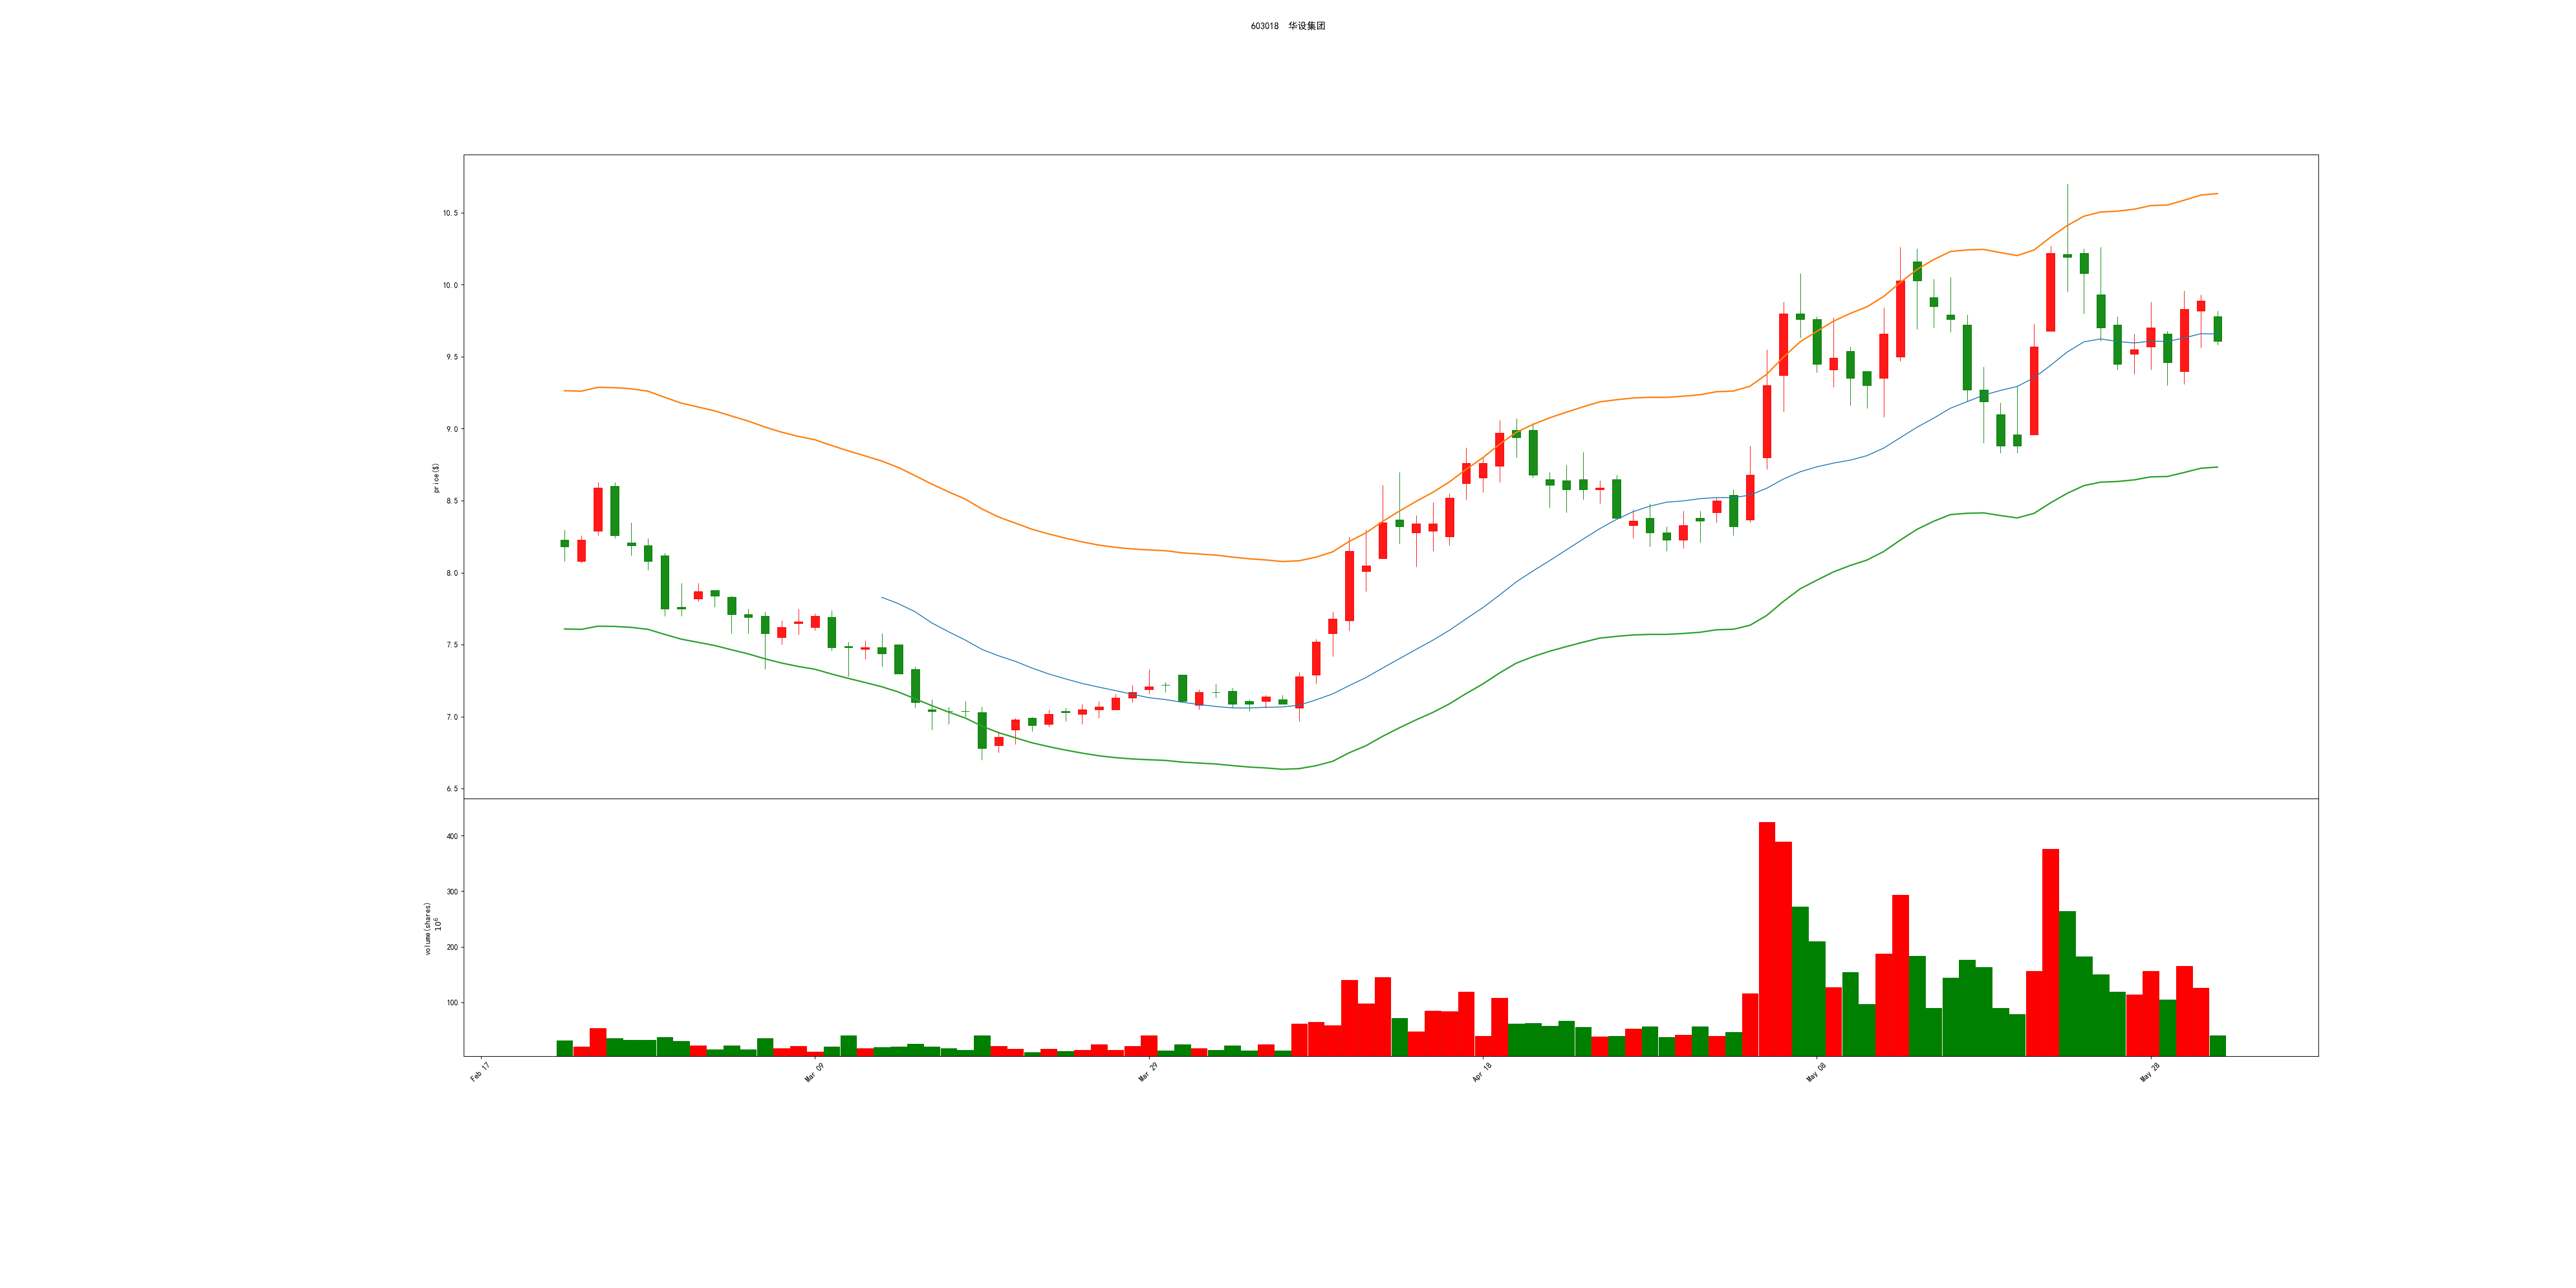 603018 华设集团
10.5
10.0
9.5
9.0
8.5
8.0
7.5
7.0
6.5
price($)
400
300
200
100
volume(shares)
10^6
Feb 17
Mar 09
Mar 29
Apr 18
May 08
May 28